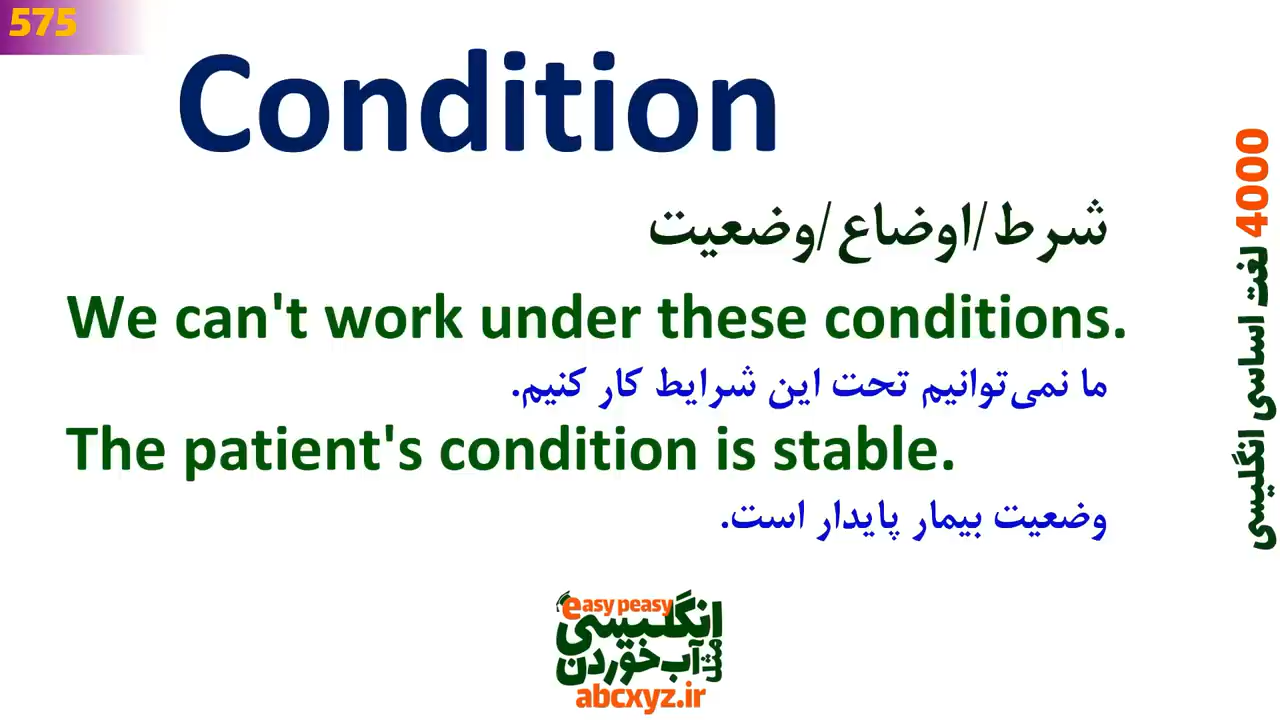 575
Condition
شرط/اوضاع/وضعیت
We can't work under these conditions.
ما نمی‌توانیم تحت این شرایط کار کنیم.
The patient's condition is stable.
وضعیت بیمار پایدار است.
4000 لغت اساسی انگلیسی
easy peasy
انگلیسی
مثل آب خوردن
abcxyz.ir